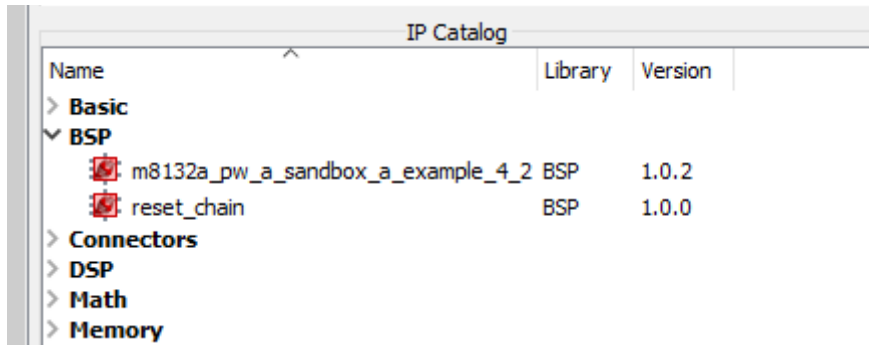 IP Catalog
Name Library Version
Basic
BSP
m8132a_pw_a_sandbox_a_example_4_2 BSP 1.0.2
reset_chain BSP 1.0.0
Connectors
DSP
Math
Memory